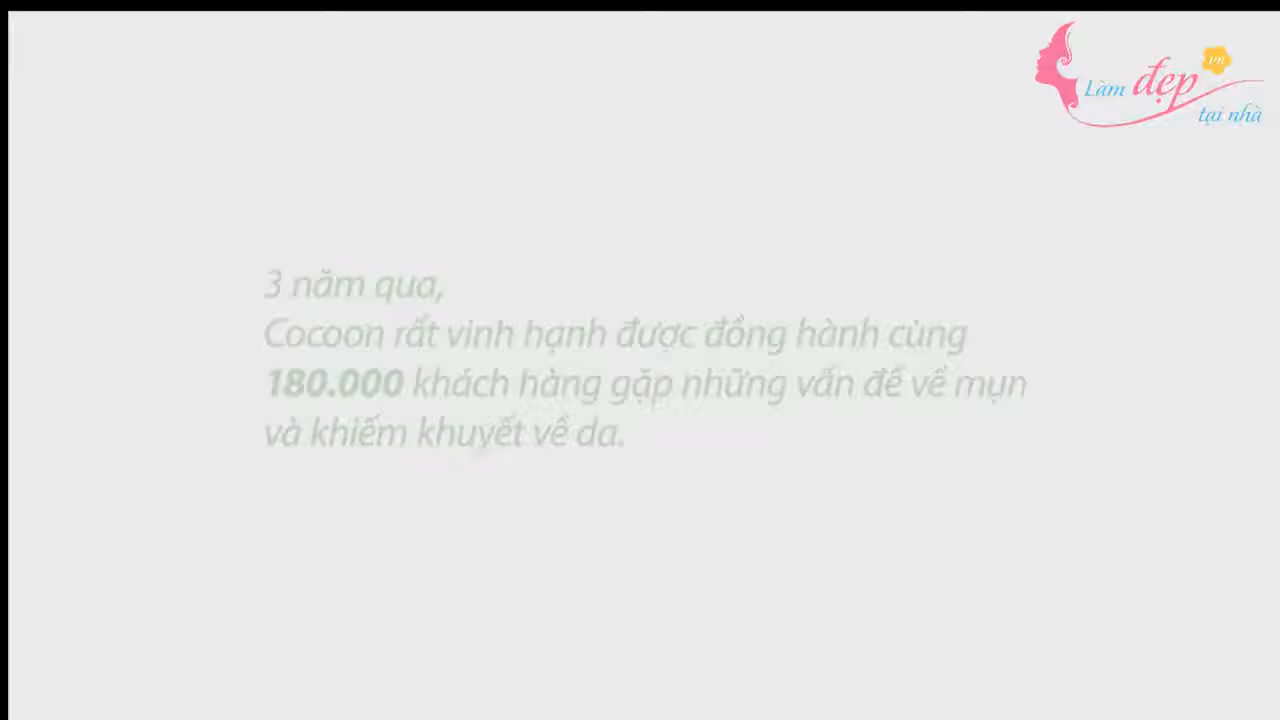 Làm đẹp vn
tại nhà
3 năm qua,
Cocoon rất vinh hạnh được đồng hành cùng
180.000 khách hàng gặp những vấn đề về mụn
và khiếm khuyết về da.